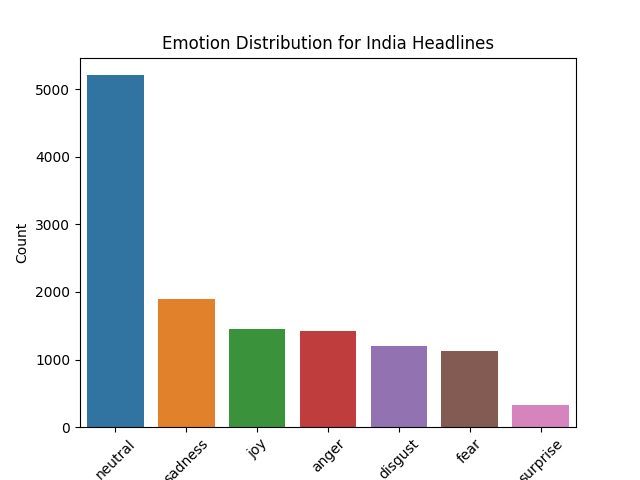 Emotion Distribution for India Headlines
Count
5000
4000
3000
2000
1000
0
neutral
sadness
joy
anger
disgust
fear
surprise